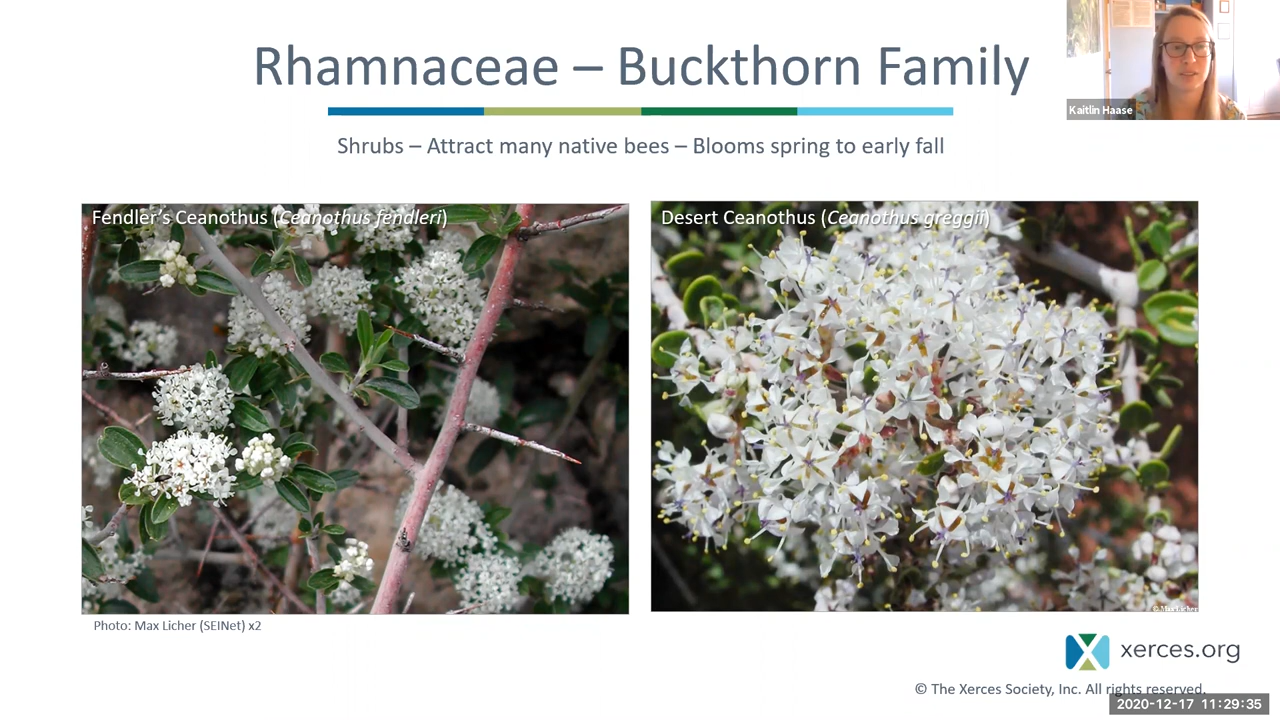 Rhamnaceae – Buckthorn Family
Kaitlin Haase
Shrubs – Attract many native bees – Blooms spring to early fall
Fendler's Ceanothus (Ceanothus fendleri)
Desert Ceanothus (Ceanothus greggii)
© Max Licher
Photo: Max Licher (SEINet) x2
xerces.org
© The Xerces Society, Inc. All rights reserved.
2020-12-17 11:29:35